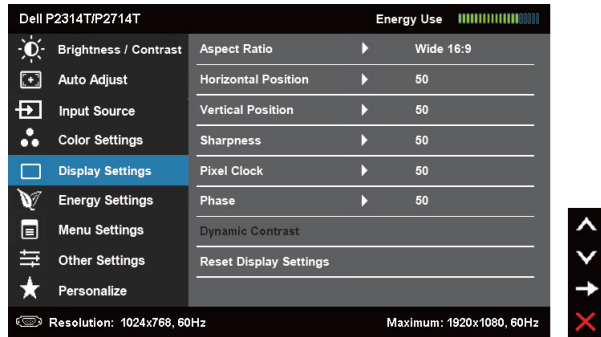 Dell P2314T/P2714T Energy Use
Brightness / Contrast Aspect Ratio Wide 16:9
Auto Adjust Horizontal Position 50
Input Source Vertical Position 50
Color Settings Sharpness 50
Display Settings Pixel Clock 50
Energy Settings Phase 50
Menu Settings Dynamic Contrast
Other Settings Reset Display Settings
Personalize
Resolution: 1024x768, 60Hz Maximum: 1920x1080, 60Hz